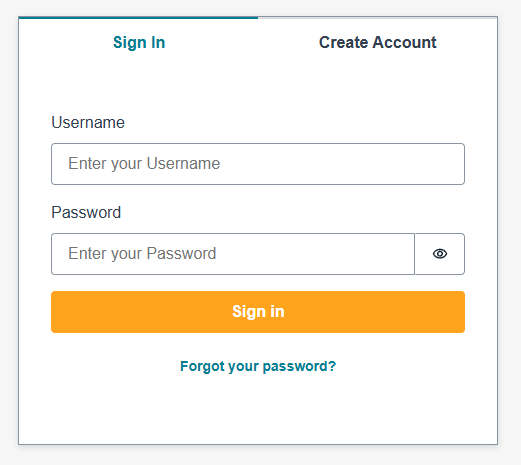 Sign In
Create Account
Username
Enter your Username
Password
Enter your Password
Sign in
Forgot your password?